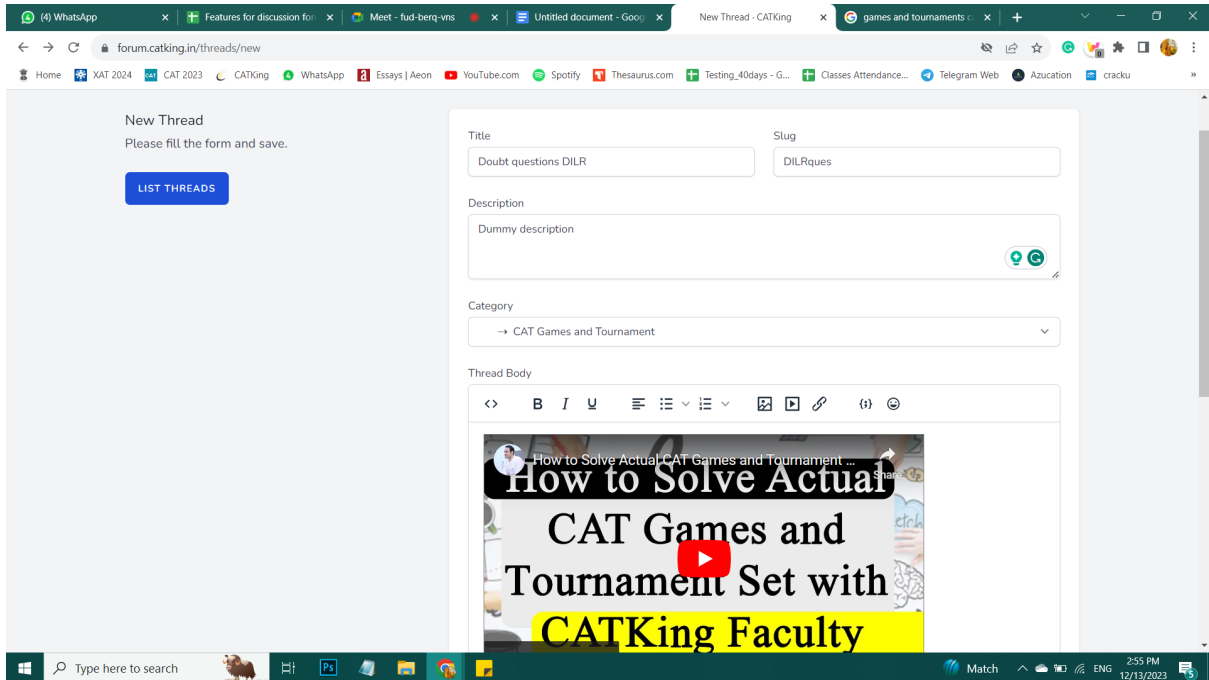 (4) WhatsApp
Features for discussion for
Meet - fud-berq-vns
Untitled document - Goog
New Thread - CATKing
games and tournaments c
forum.catking.in/threads/new
Home
XAT 2024
CAT 2023
CATKing
WhatsApp
Essays | Aeon
YouTube.com
Spotify
Thesaurus.com
Testing_40days - G...
Classes Attendance...
Telegram Web
Azucation
cracku
New Thread
Please fill the form and save.
LIST THREADS
Title
Slug
Doubt questions DILR
DILRques
Description
Dummy description
Category
→ CAT Games and Tournament
Thread Body
How to Solve Actual CAT Games and Tournament ...
Share
How to Solve Actual
CAT Games and
Tournament Set with
CATKing Faculty
Type here to search
Match
ENG
2:55 PM
12/13/2023
5